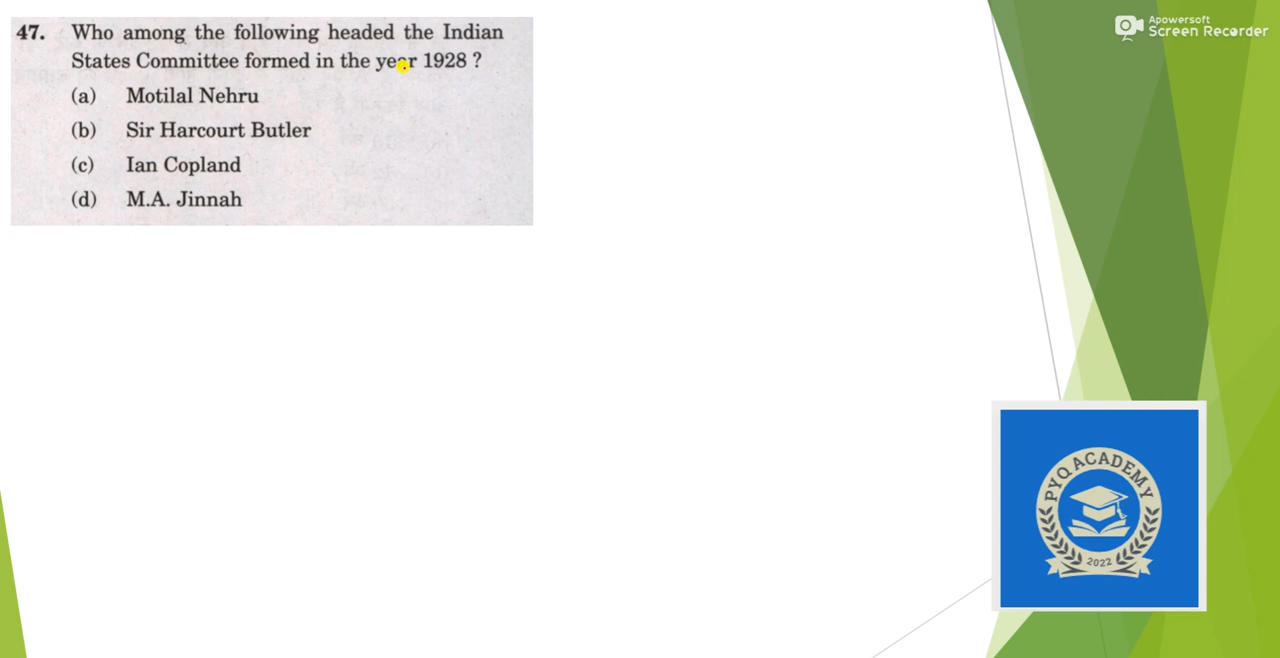 47. Who among the following headed the Indian
States Committee formed in the year 1928 ?
(a) Motilal Nehru
(b) Sir Harcourt Butler
(c) Ian Copland
(d) M.A. Jinnah
Apowersoft
Screen Recorder
PYQ ACADEMY
2022